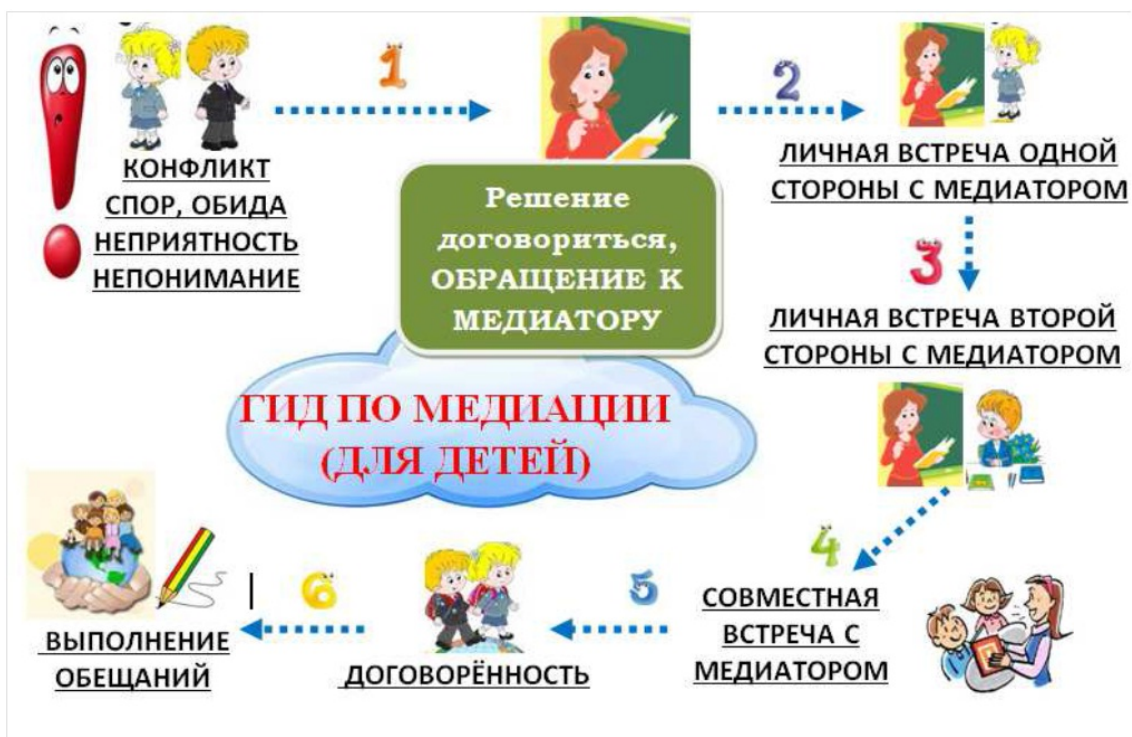 1
2
КОНФЛИКТ
СПОР, ОБИДА
НЕПРИЯТНОСТЬ
НЕПОНИМАНИЕ
Решение
договориться,
ОБРАЩЕНИЕ К
МЕДИАТОРУ
ЛИЧНАЯ ВСТРЕЧА ОДНОЙ
СТОРОНЫ С МЕДИАТОРОМ
3
ЛИЧНАЯ ВСТРЕЧА ВТОРОЙ
СТОРОНЫ С МЕДИАТОРОМ
ГИД ПО МЕДИАЦИИ
(ДЛЯ ДЕТЕЙ)
4
СОВМЕСТНАЯ
ВСТРЕЧА С
МЕДИАТОРОМ
5
ДОГОВОРЁННОСТЬ
6
ВЫПОЛНЕНИЕ
ОБЕЩАНИЙ